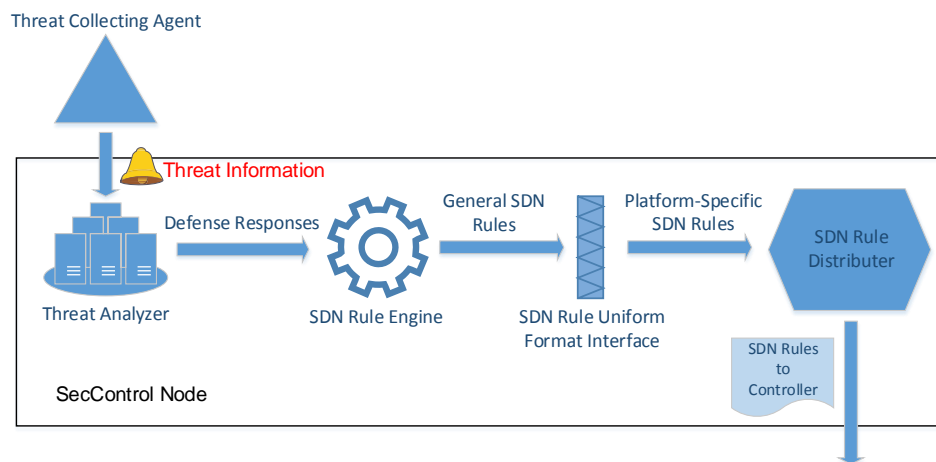 Threat Collecting Agent
Threat Information
Defense Responses
General SDN
Rules
Platform-Specific
SDN Rules
SDN Rule
Distributer
Threat Analyzer
SDN Rule Engine
SDN Rule Uniform
Format Interface
SDN Rules
to
Controller
SecControl Node